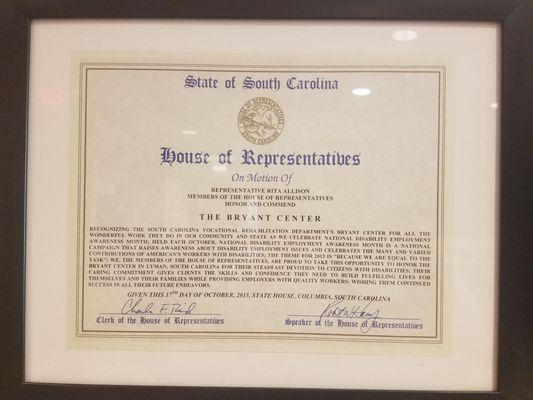 State of South Carolina
HOUSE OF REPRESENTATIVES
SOUTH CAROLINA
House of Representatives
On Motion Of
REPRESENTATIVE RITA ALLISON
MEMBERS OF THE HOUSE OF REPRESENTATIVES
HONOR AND COMMEND
THE BRYANT CENTER
RECOGNIZING THE SOUTH CAROLINA VOCATIONAL REHABILITATION DEPARTMENT'S BRYANT CENTER FOR ALL THE
WONDERFUL WORK THEY DO IN OUR COMMUNITY AND STATE AS WE CELEBRATE NATIONAL DISABILITY EMPLOYMENT
AWARENESS MONTH; HELD EACH OCTOBER, NATIONAL DISABILITY EMPLOYMENT AWARENESS MONTH IS A NATIONAL
CAMPAIGN THAT RAISES AWARENESS ABOUT DISABILITY EMPLOYMENT ISSUES AND CELEBRATES THE MANY AND VARIED
CONTRIBUTIONS OF AMERICAN'S WORKERS WITH DISABILITIES; THE THEME FOR 2013 IS "BECAUSE WE ARE EQUAL TO THE
TASK"; WE, THE MEMBERS OF THE HOUSE OF REPRESENTATIVES, ARE PROUD TO TAKE THIS OPPORTUNITY TO HONOR THE
BRYANT CENTER IN LYMAN, SOUTH CAROLINA FOR THEIR STEADFAST DEVOTION TO CITIZENS WITH DISABILITIES; THEIR
CARING COMMITMENT GIVES CLIENTS THE SKILLS AND CONFIDENCE THEY NEED TO BUILD FULFILLING LIVES FOR
THEMSELVES AND THEIR FAMILIES WHILE PROVIDING EMPLOYERS WITH QUALITY WORKERS; WISHING THEM CONTINUED
SUCCESS IN ALL THEIR FUTURE ENDEAVORS.
GIVEN THIS 17TH DAY OF OCTOBER, 2013, STATE HOUSE, COLUMBIA, SOUTH CAROLINA
Charles F. Reid
Clerk of the House of Representatives
Speaker of the House of Representatives